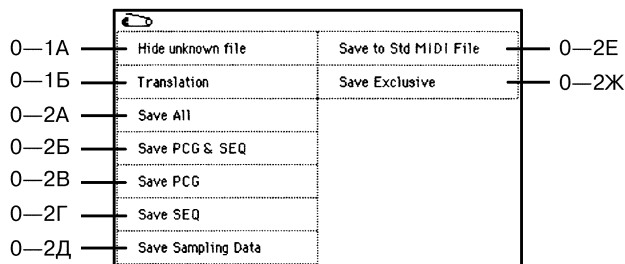 0—1А Hide unknown file Save to Std MIDI File 0—2Е
0—1Б Translation Save Exclusive 0—2Ж
0—2А Save All
0—2Б Save PCG & SEQ
0—2В Save PCG
0—2Г Save SEQ
0—2Д Save Sampling Data